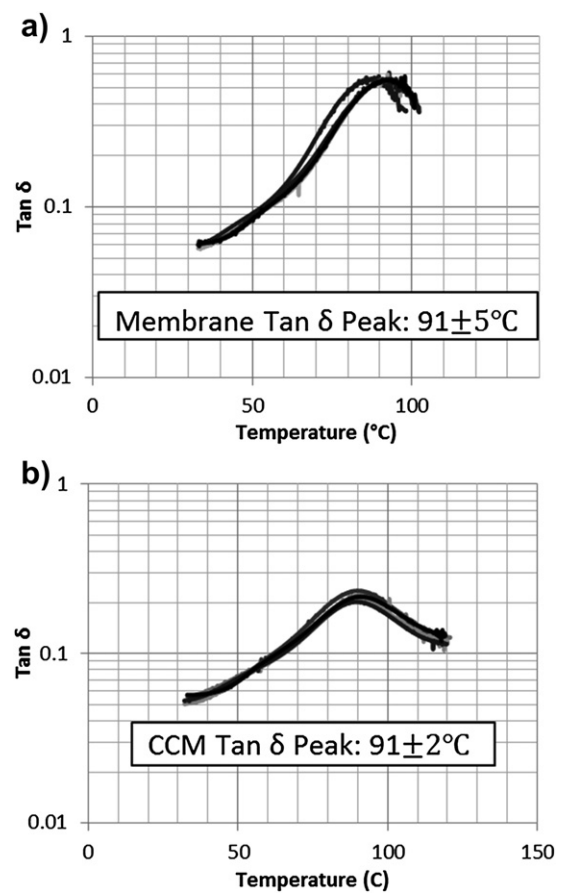 a)
1
0.1
0.01
Tan δ
Membrane Tan δ Peak: 91±5°C
0 50 100
Temperature (°C)
b)
1
0.1
0.01
Tan δ
CCM Tan δ Peak: 91±2°C
0 50 100 150
Temperature (C)